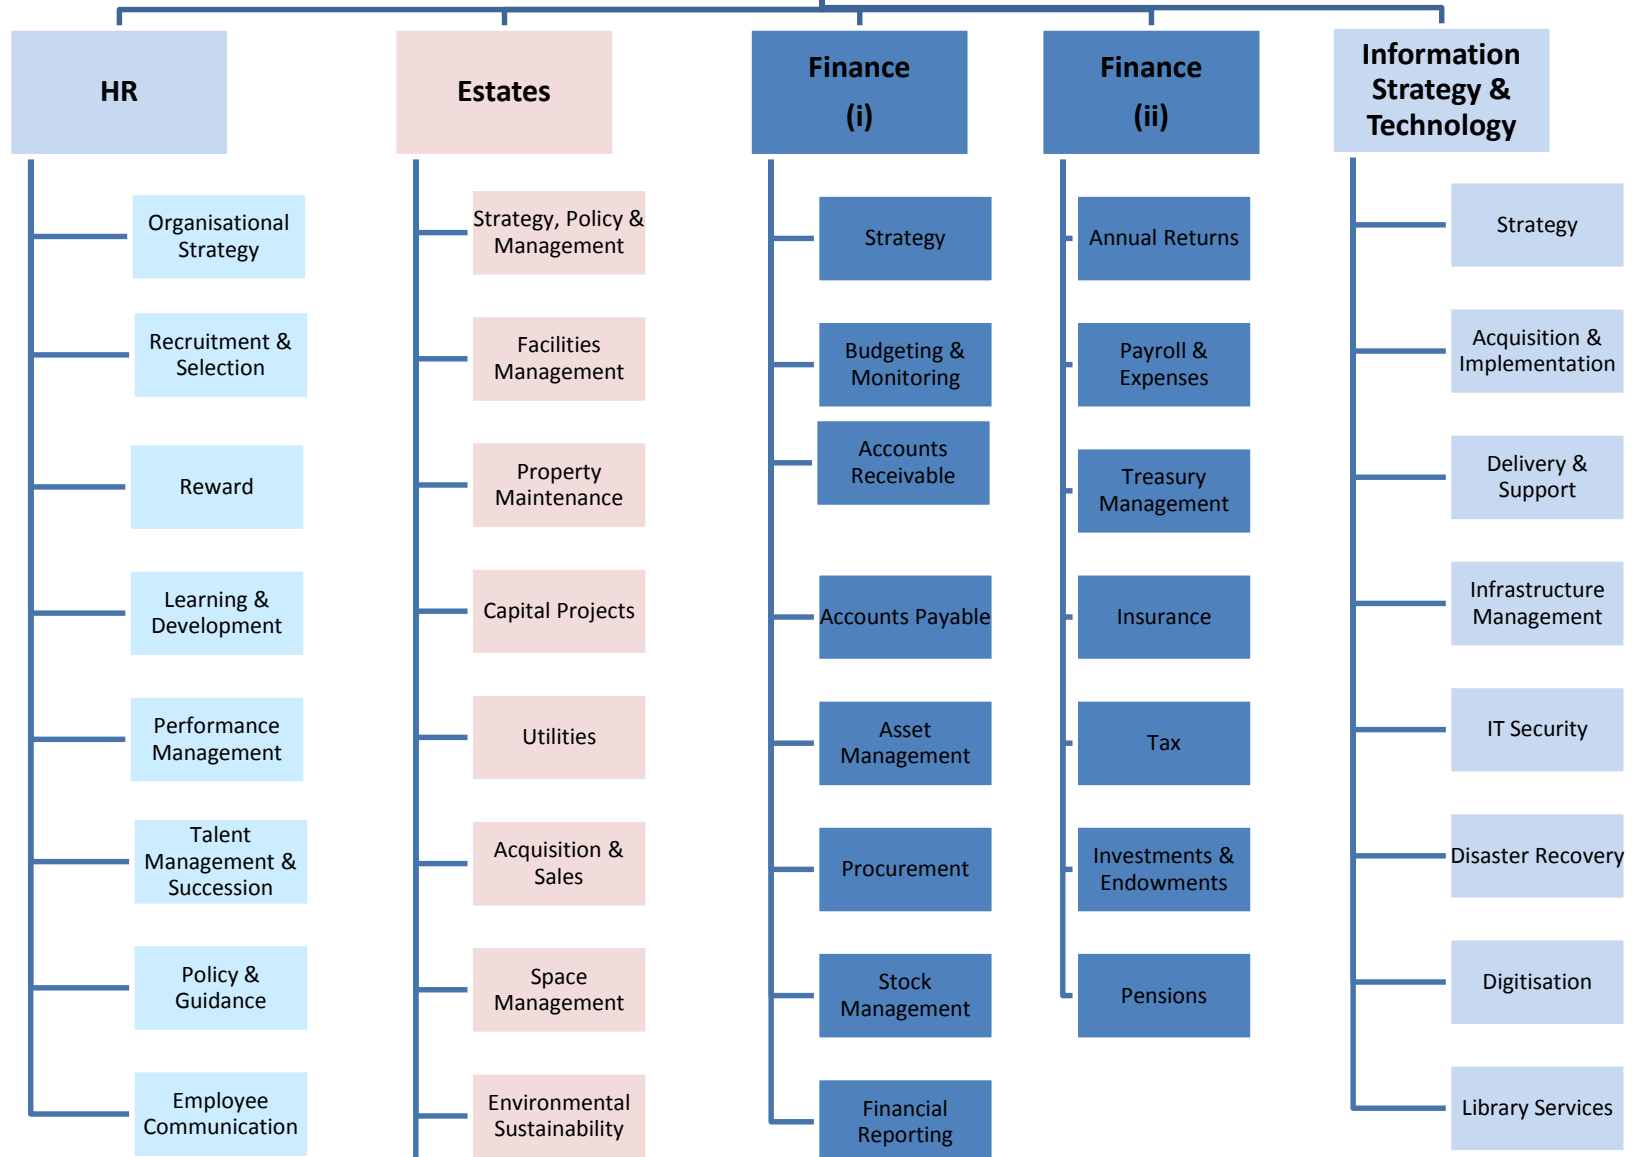 HR
Organisational
Strategy
Recruitment &
Selection
Reward
Learning &
Development
Performance
Management
Talent
Management &
Succession
Policy &
Guidance
Employee
Communication
Estates
Strategy, Policy &
Management
Facilities
Management
Property
Maintenance
Capital Projects
Utilities
Acquisition &
Sales
Space
Management
Environmental
Sustainability
Finance
(i)
Strategy
Budgeting &
Monitoring
Accounts
Receivable
Accounts Payable
Asset
Management
Procurement
Stock
Management
Financial
Reporting
Finance
(ii)
Annual Returns
Payroll &
Expenses
Treasury
Management
Insurance
Tax
Investments &
Endowments
Pensions
Information
Strategy &
Technology
Strategy
Acquisition &
Implementation
Delivery &
Support
Infrastructure
Management
IT Security
Disaster Recovery
Digitisation
Library Services